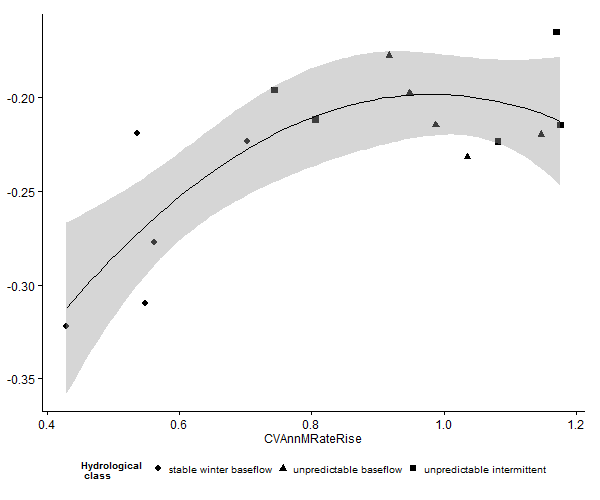 -0.20
-0.25
-0.30
-0.35
0.4 0.6 0.8 1.0 1.2
CVAnnMRateRise
Hydrological
class
stable winter baseflow unpredictable baseflow unpredictable intermittent